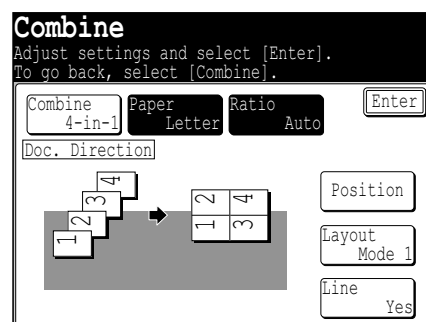 Combine
Adjust settings and select [Enter].
To go back, select [Combine].
Combine
4-in-1
Paper
Letter
Ratio
Auto
Enter
Doc. Direction
1
2
3
4
2 4
1 3
Position
Layout
Mode 1
Line
Yes